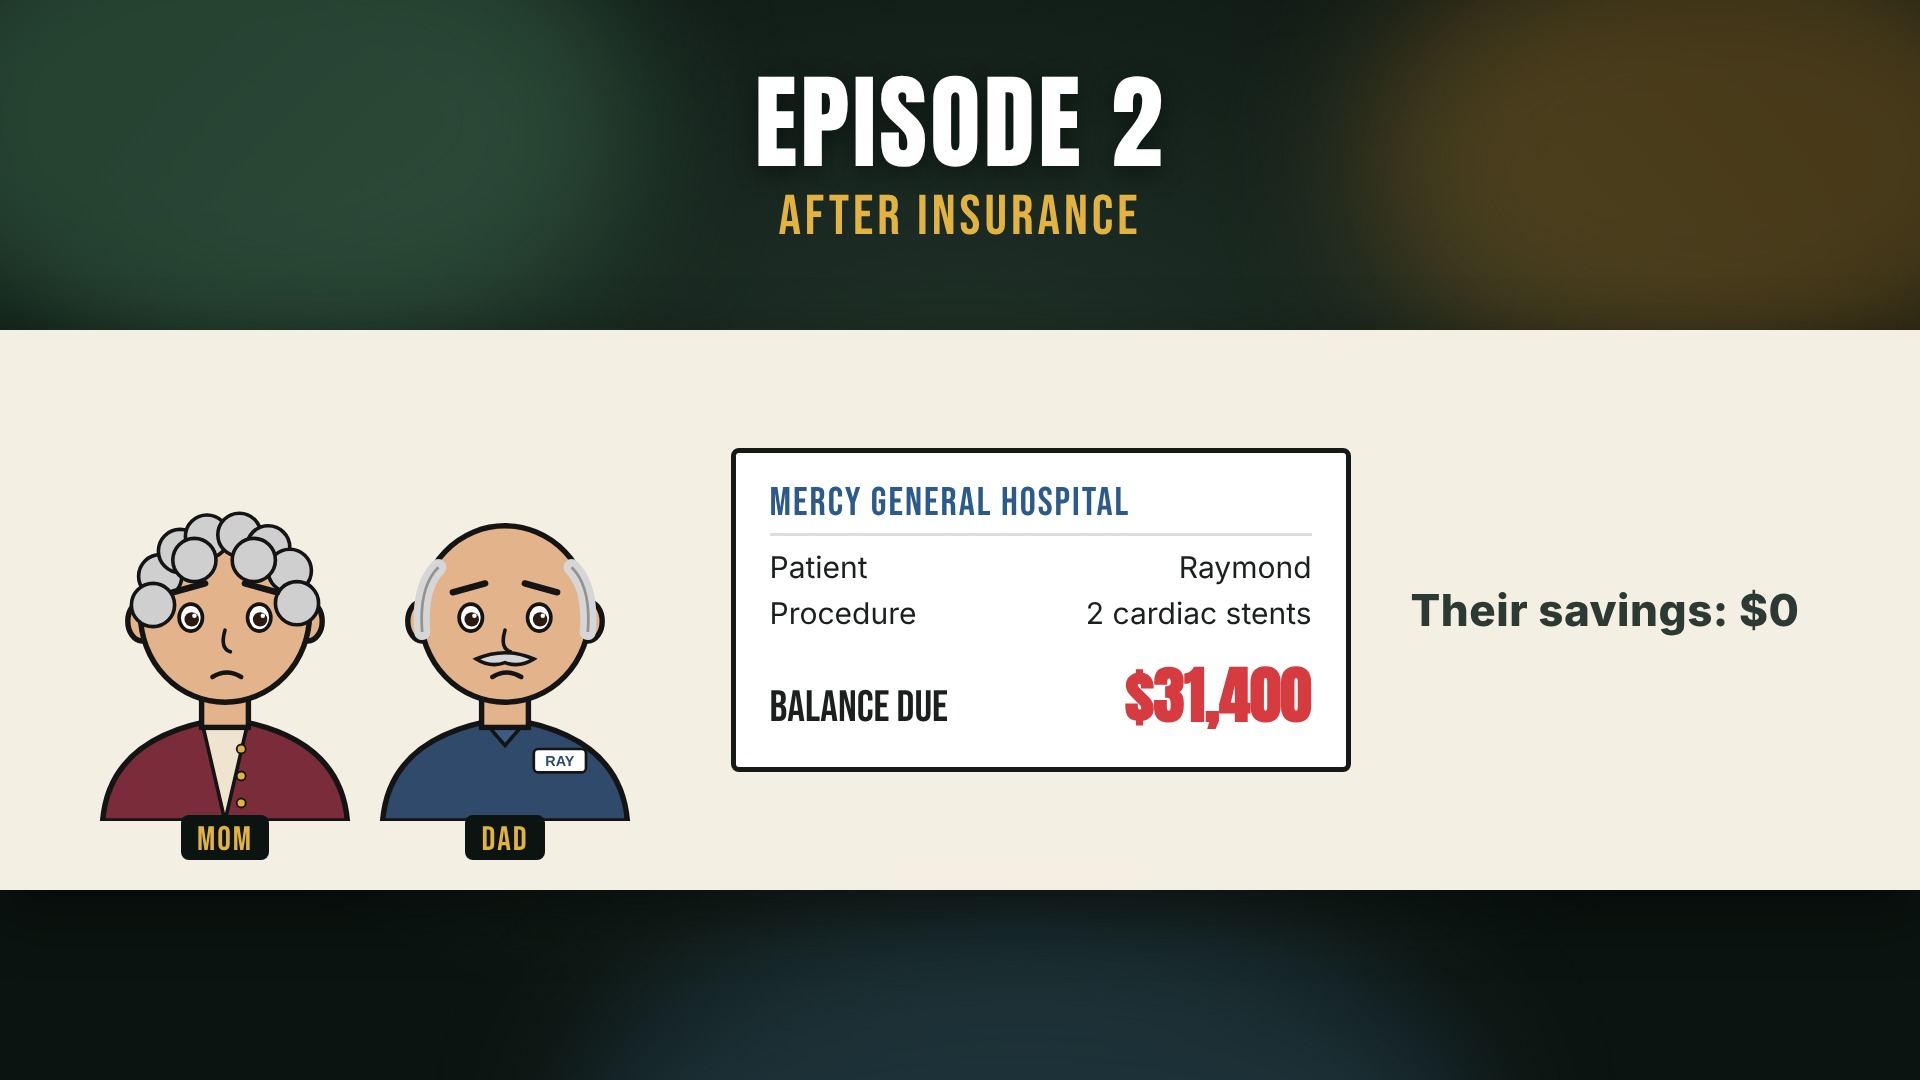 EPISODE 2
AFTER INSURANCE
MERCY GENERAL HOSPITAL
Patient Raymond
Procedure 2 cardiac stents
BALANCE DUE $31,400
Their savings: $0
RAY
MOM
DAD